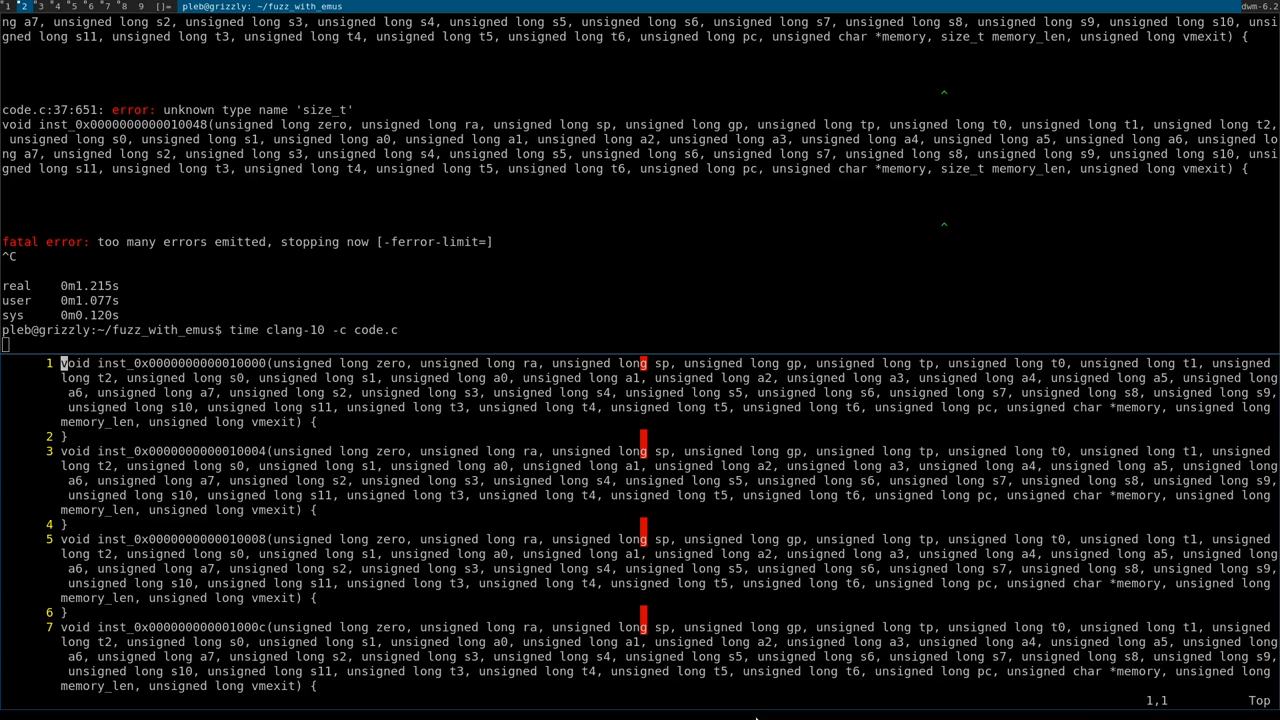 1 2 3 4 5 6 7 8 9 []= pleb@grizzly: ~/fuzz_with_emus dwm-6.2
ng a7, unsigned long s2, unsigned long s3, unsigned long s4, unsigned long s5, unsigned long s6, unsigned long s7, unsigned long s8, unsigned long s9, unsigned long s10, unsi
gned long s11, unsigned long t3, unsigned long t4, unsigned long t5, unsigned long t6, unsigned long pc, unsigned char *memory, size_t memory_len, unsigned long vmexit) {
^
code.c:37:651: error: unknown type name 'size_t'
void inst_0x0000000000010048(unsigned long zero, unsigned long ra, unsigned long sp, unsigned long gp, unsigned long tp, unsigned long t0, unsigned long t1, unsigned long t2,
unsigned long s0, unsigned long s1, unsigned long a0, unsigned long a1, unsigned long a2, unsigned long a3, unsigned long a4, unsigned long a5, unsigned long a6, unsigned lo
ng a7, unsigned long s2, unsigned long s3, unsigned long s4, unsigned long s5, unsigned long s6, unsigned long s7, unsigned long s8, unsigned long s9, unsigned long s10, unsi
gned long s11, unsigned long t3, unsigned long t4, unsigned long t5, unsigned long t6, unsigned long pc, unsigned char *memory, size_t memory_len, unsigned long vmexit) {
^
fatal error: too many errors emitted, stopping now [-ferror-limit=]
^C
real 0m1.215s
user 0m1.077s
sys 0m0.120s
pleb@grizzly:~/fuzz_with_emus$ time clang-10 -c code.c
1 void inst_0x0000000000010000(unsigned long zero, unsigned long ra, unsigned long sp, unsigned long gp, unsigned long tp, unsigned long t0, unsigned long t1, unsigned
long t2, unsigned long s0, unsigned long s1, unsigned long a0, unsigned long a1, unsigned long a2, unsigned long a3, unsigned long a4, unsigned long a5, unsigned long
a6, unsigned long a7, unsigned long s2, unsigned long s3, unsigned long s4, unsigned long s5, unsigned long s6, unsigned long s7, unsigned long s8, unsigned long s9,
unsigned long s10, unsigned long s11, unsigned long t3, unsigned long t4, unsigned long t5, unsigned long t6, unsigned long pc, unsigned char *memory, unsigned long
memory_len, unsigned long vmexit) {
2 }
3 void inst_0x0000000000010004(unsigned long zero, unsigned long ra, unsigned long sp, unsigned long gp, unsigned long tp, unsigned long t0, unsigned long t1, unsigned
long t2, unsigned long s0, unsigned long s1, unsigned long a0, unsigned long a1, unsigned long a2, unsigned long a3, unsigned long a4, unsigned long a5, unsigned long
a6, unsigned long a7, unsigned long s2, unsigned long s3, unsigned long s4, unsigned long s5, unsigned long s6, unsigned long s7, unsigned long s8, unsigned long s9,
unsigned long s10, unsigned long s11, unsigned long t3, unsigned long t4, unsigned long t5, unsigned long t6, unsigned long pc, unsigned char *memory, unsigned long
memory_len, unsigned long vmexit) {
4 }
5 void inst_0x0000000000010008(unsigned long zero, unsigned long ra, unsigned long sp, unsigned long gp, unsigned long tp, unsigned long t0, unsigned long t1, unsigned
long t2, unsigned long s0, unsigned long s1, unsigned long a0, unsigned long a1, unsigned long a2, unsigned long a3, unsigned long a4, unsigned long a5, unsigned long
a6, unsigned long a7, unsigned long s2, unsigned long s3, unsigned long s4, unsigned long s5, unsigned long s6, unsigned long s7, unsigned long s8, unsigned long s9,
unsigned long s10, unsigned long s11, unsigned long t3, unsigned long t4, unsigned long t5, unsigned long t6, unsigned long pc, unsigned char *memory, unsigned long
memory_len, unsigned long vmexit) {
6 }
7 void inst_0x000000000001000c(unsigned long zero, unsigned long ra, unsigned long sp, unsigned long gp, unsigned long tp, unsigned long t0, unsigned long t1, unsigned
long t2, unsigned long s0, unsigned long s1, unsigned long a0, unsigned long a1, unsigned long a2, unsigned long a3, unsigned long a4, unsigned long a5, unsigned long
a6, unsigned long a7, unsigned long s2, unsigned long s3, unsigned long s4, unsigned long s5, unsigned long s6, unsigned long s7, unsigned long s8, unsigned long s9,
unsigned long s10, unsigned long s11, unsigned long t3, unsigned long t4, unsigned long t5, unsigned long t6, unsigned long pc, unsigned char *memory, unsigned long
memory_len, unsigned long vmexit) {
1,1 Top